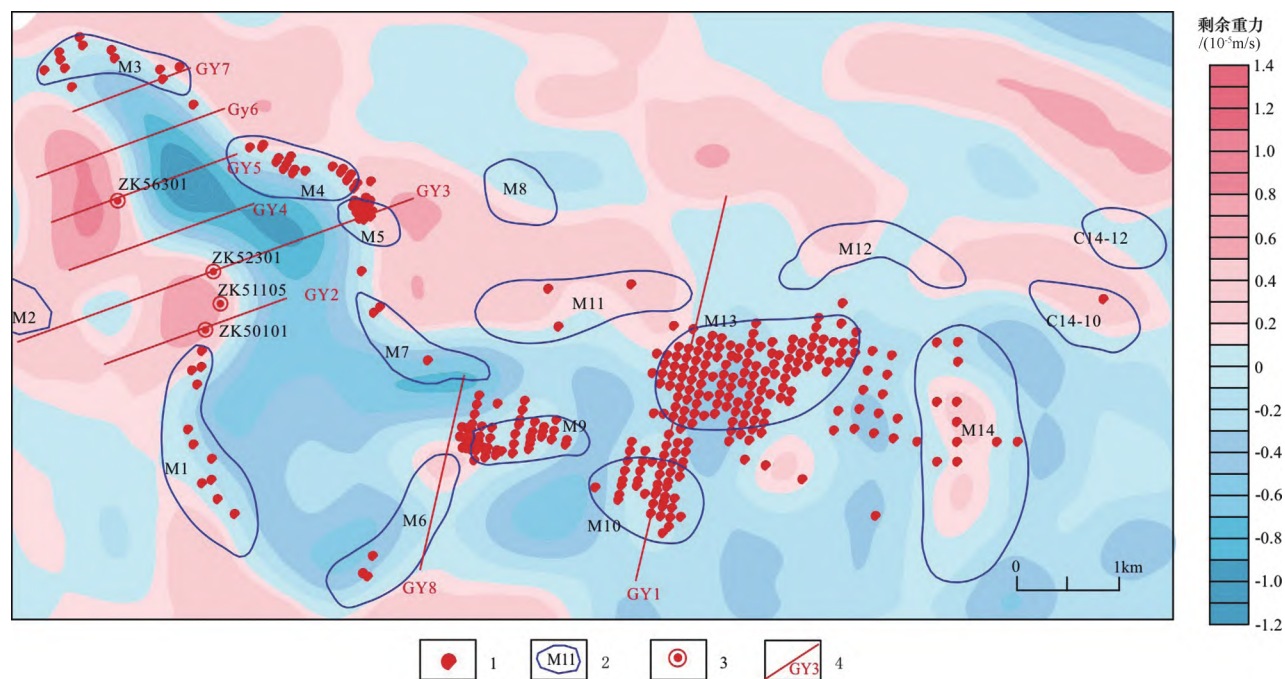 剩余重力
/(10⁻⁵m/s)
1.4
1.2
1.0
0.8
0.6
0.4
0.2
0
-0.2
-0.4
-0.6
-0.8
-1.0
-1.2
M3
GY7
Gy6
GY5
ZK56301
M4
GY3
M8
GY4
M5
C14-12
M12
ZK52301
ZK51105
GY2
M2
M11
C14-10
ZK50101
M13
M7
M9
M14
M1
M6
M10
GY8
GY1
0 1km
1
M11 2
3
GY3 4